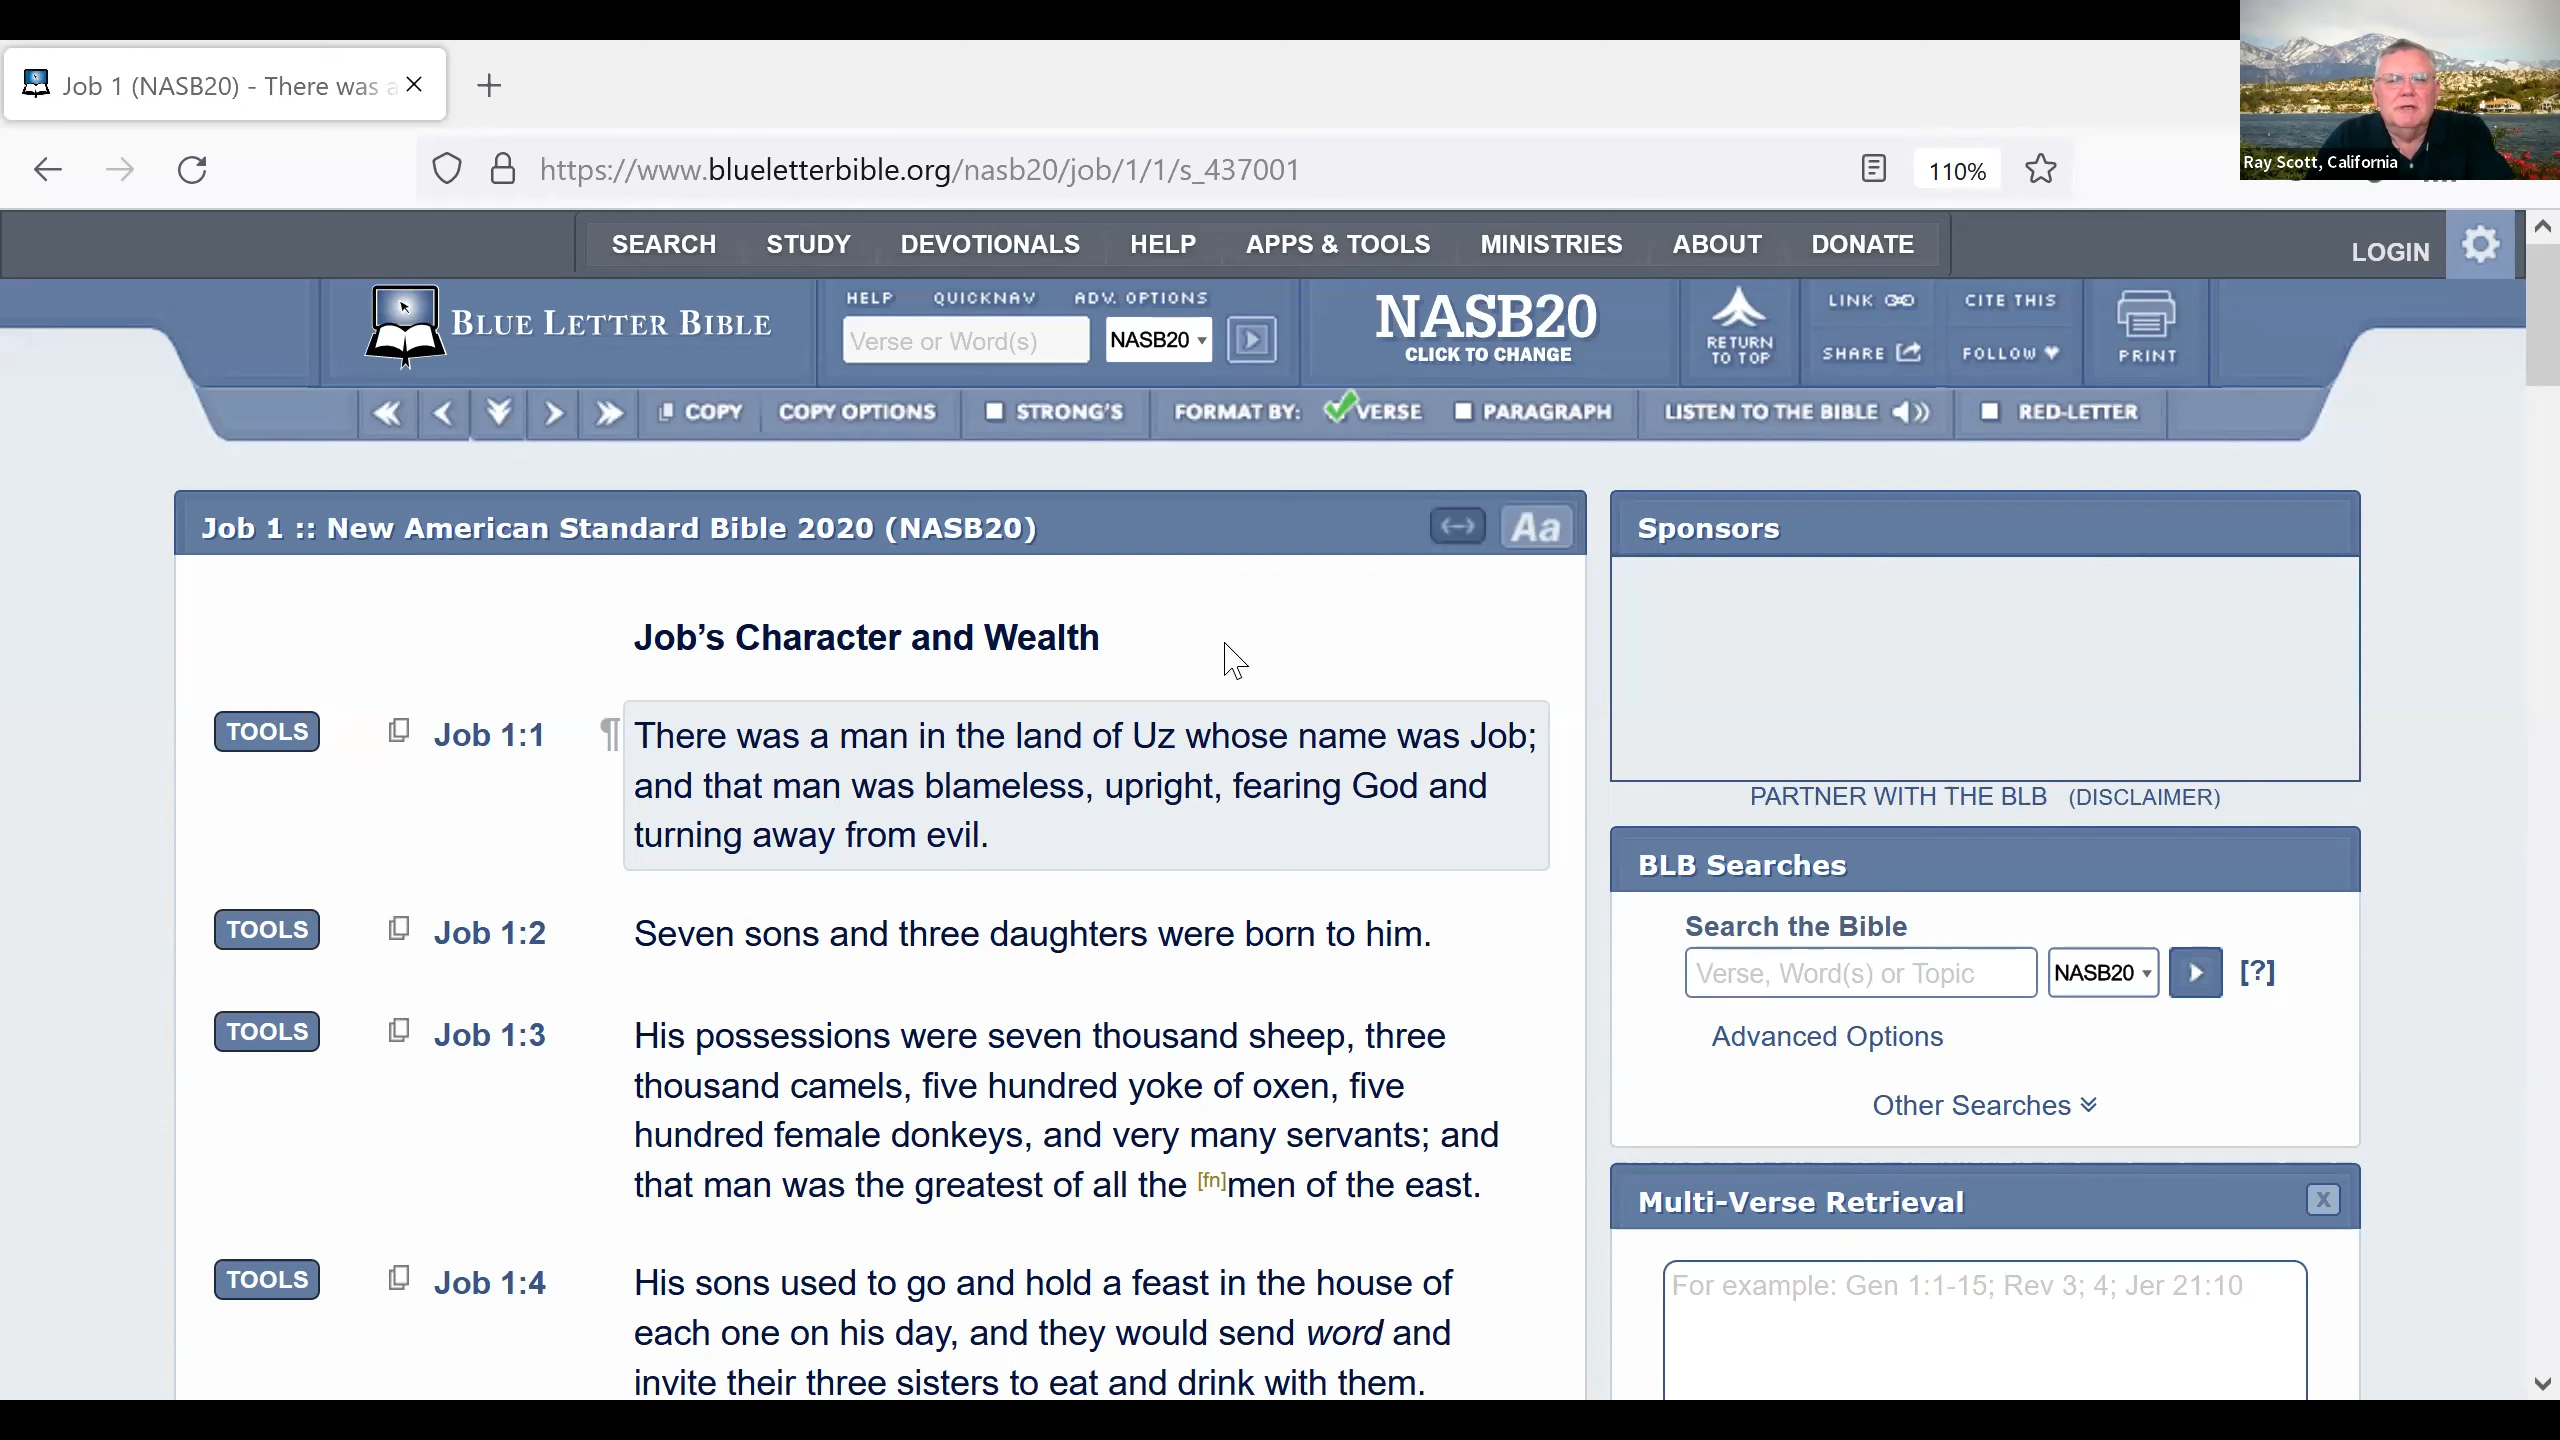 Job 1 (NASB20) - There was a
https://www.blueletterbible.org/nasb20/job/1/1/s_437001
110%
Ray Scott, California
SEARCH STUDY DEVOTIONALS HELP APPS & TOOLS MINISTRIES ABOUT DONATE
LOGIN
BLUE LETTER BIBLE
HELP QUICKNAV ADV. OPTIONS
Verse or Word(s)
NASB20
NASB20
CLICK TO CHANGE
RETURN
TO TOP
LINK
CITE THIS
SHARE
FOLLOW
PRINT
COPY COPY OPTIONS STRONG'S FORMAT BY: VERSE PARAGRAPH LISTEN TO THE BIBLE RED-LETTER
Job 1 :: New American Standard Bible 2020 (NASB20)
Aa
Job’s Character and Wealth
TOOLS Job 1:1 ¶ There was a man in the land of Uz whose name was Job;
and that man was blameless, upright, fearing God and
turning away from evil.
TOOLS Job 1:2 Seven sons and three daughters were born to him.
TOOLS Job 1:3 His possessions were seven thousand sheep, three
thousand camels, five hundred yoke of oxen, five
hundred female donkeys, and very many servants; and
that man was the greatest of all the [fn]men of the east.
TOOLS Job 1:4 His sons used to go and hold a feast in the house of
each one on his day, and they would send word and
invite their three sisters to eat and drink with them.
Sponsors
PARTNER WITH THE BLB (DISCLAIMER)
BLB Searches
Search the Bible
Verse, Word(s) or Topic NASB20 [?]
Advanced Options
Other Searches
Multi-Verse Retrieval X
For example: Gen 1:1-15; Rev 3; 4; Jer 21:10